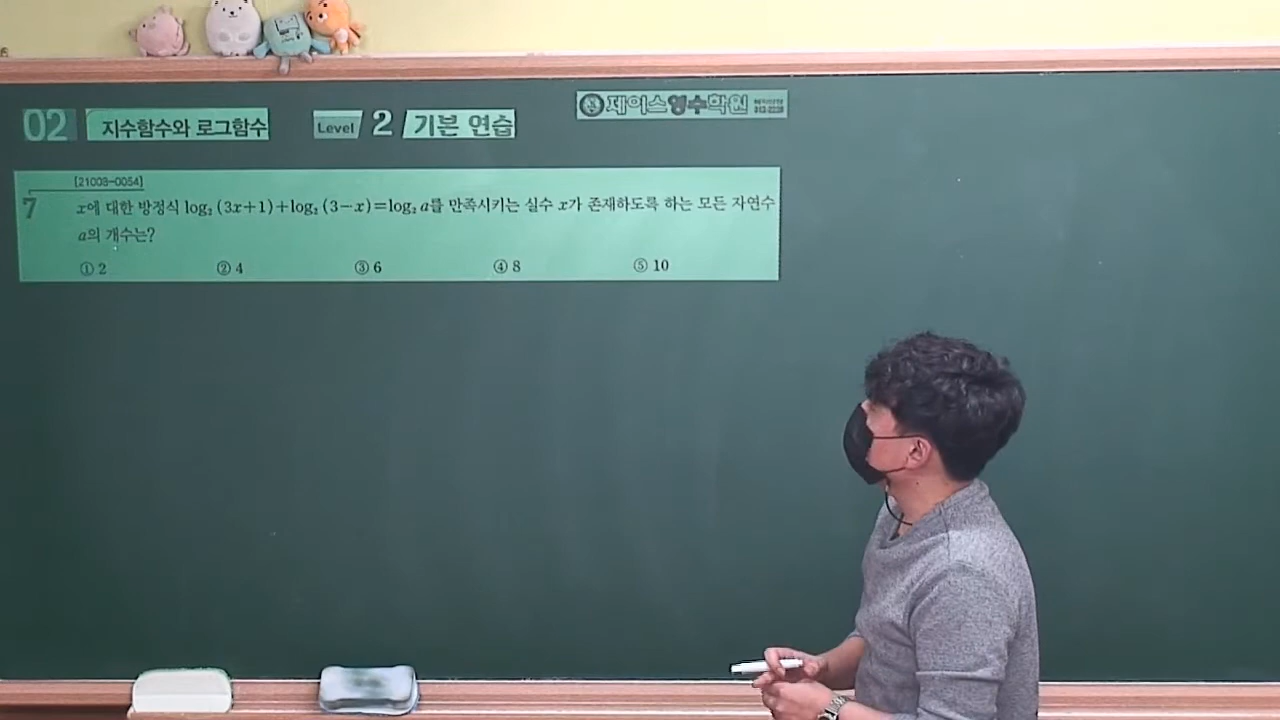 02 지수함수와 로그함수 Level 2 기본 연습 제이스영수학원
[21003-0054]
7 x에 대한 방정식 log₂(3x+1)+log₂(3-x)=log₂a를 만족시키는 실수 x가 존재하도록 하는 모든 자연수
a의 개수는?
① 2 ② 4 ③ 6 ④ 8 ⑤ 10